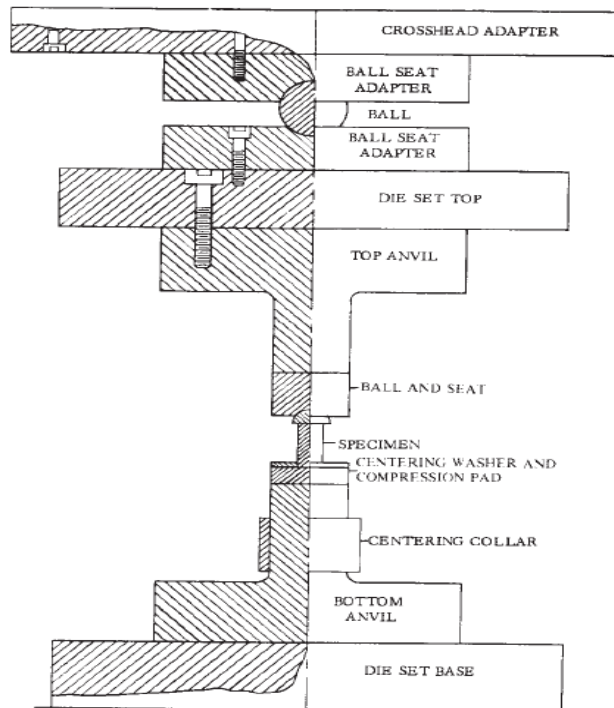 CROSSHEAD ADAPTER
BALL SEAT
ADAPTER
BALL
BALL SEAT
ADAPTER
DIE SET TOP
TOP ANVIL
BALL AND SEAT
SPECIMEN
CENTERING WASHER AND
COMPRESSION PAD
CENTERING COLLAR
BOTTOM
ANVIL
DIE SET BASE